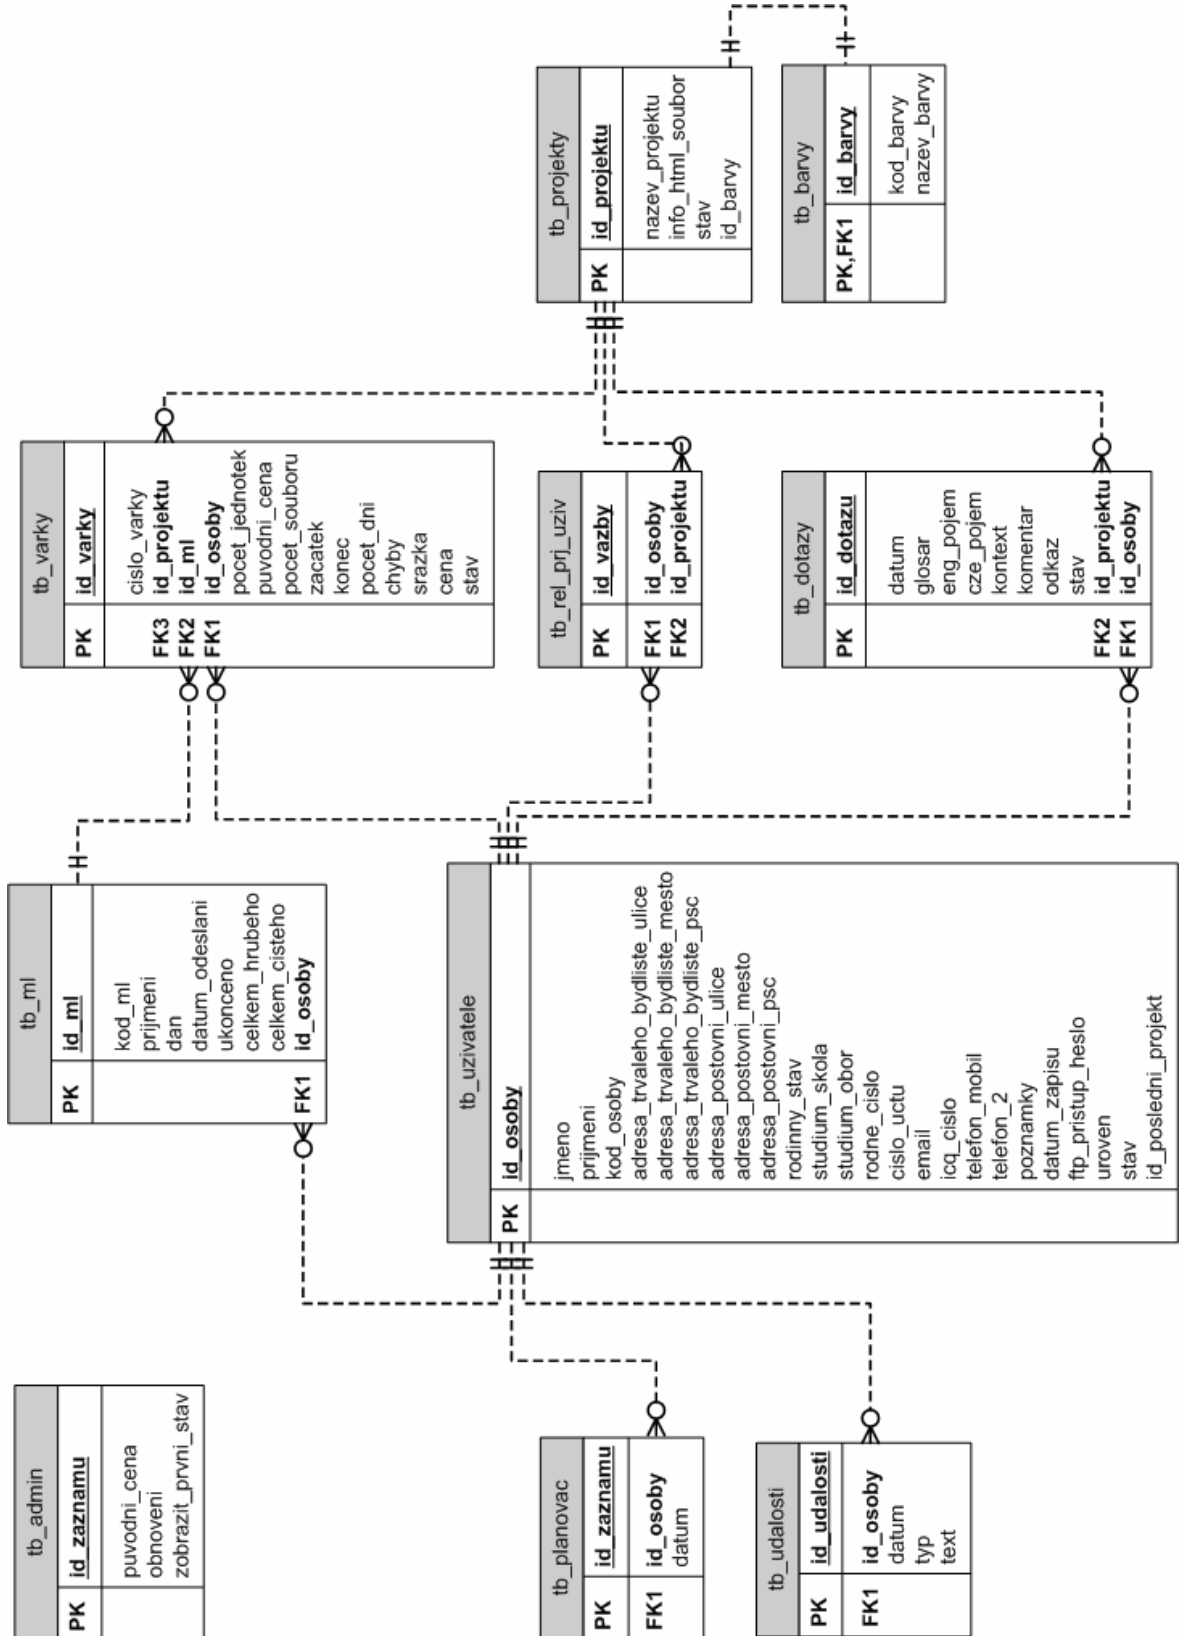 tb_admin
PK id_zaznamu
puvodni_cena
obnoveni
zobrazit_prvni_stav
tb_ml
PK id_ml
kod_ml
prijmeni
dan
datum_odeslani
ukonceno
celkem_hrubeho
celkem_cisteho
FK1 id_osoby
tb_varky
PK id_varky
cislo_varky
FK3 id_projektu
FK2 id_ml
FK1 id_osoby
pocet_jednotek
puvodni_cena
pocet_souboru
zacatek
konec
pocet_dni
chyby
srazka
cena
stav
tb_planovac
PK id_zaznamu
FK1 id_osoby
datum
tb_udalosti
PK id_udalosti
FK1 id_osoby
datum
typ
text
tb_uzivatele
PK id_osoby
jmeno
prijmeni
kod_osoby
adresa_trvaleho_bydliste_ulice
adresa_trvaleho_bydliste_mesto
adresa_trvaleho_bydliste_psc
adresa_postovni_ulice
adresa_postovni_mesto
adresa_postovni_psc
rodinny_stav
studium_skola
studium_obor
rodne_cislo
cislo_uctu
email
icq_cislo
telefon_mobil
telefon_2
poznamky
datum_zapisu
ftp_pristup_heslo
uroven
stav
id_posledni_projekt
tb_rel_prj_uziv
PK id_vazby
FK1 id_osoby
FK2 id_projektu
tb_dotazy
PK id_dotazu
datum
glosar
eng_pojem
cze_pojem
kontext
komentar
odkaz
stav
FK2 id_projektu
FK1 id_osoby
tb_projekty
PK id_projektu
nazev_projektu
info_html_soubor
stav
id_barvy
tb_barvy
PK,FK1 id_barvy
kod_barvy
nazev_barvy